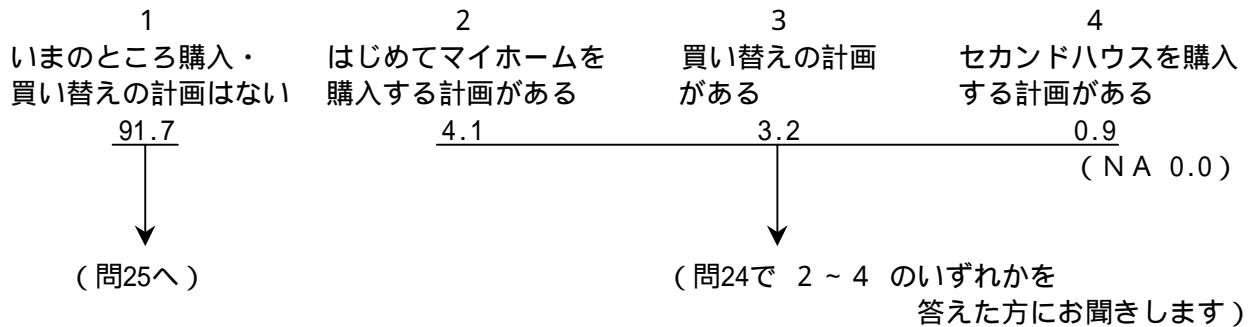 1 2 3 4
いまのところ購入・ はじめてマイホームを 買い替えの計画 セカンドハウスを購入
買い替えの計画はない 購入する計画がある がある する計画がある
91.7 4.1 3.2 0.9
(NA 0.0)
(問25へ) (問24で 2~4 のいずれかを
答えた方にお聞きします)